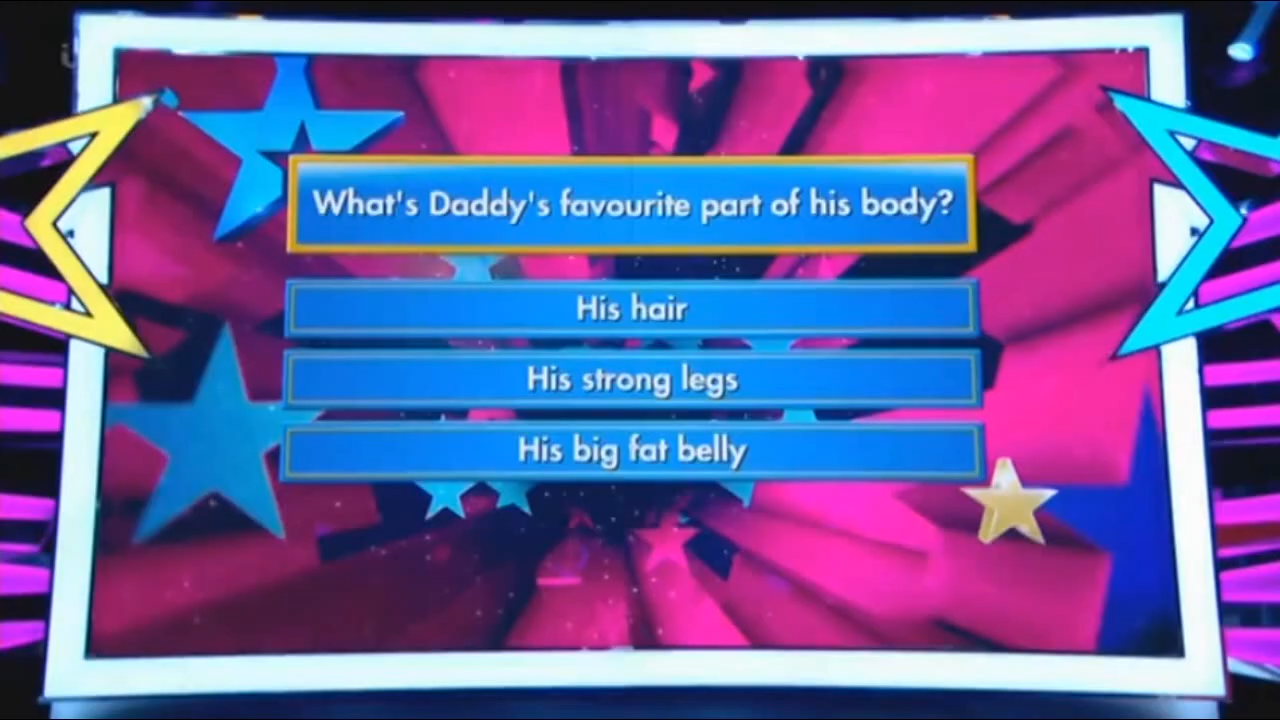 What's Daddy's favourite part of his body?
His hair
His strong legs
His big fat belly